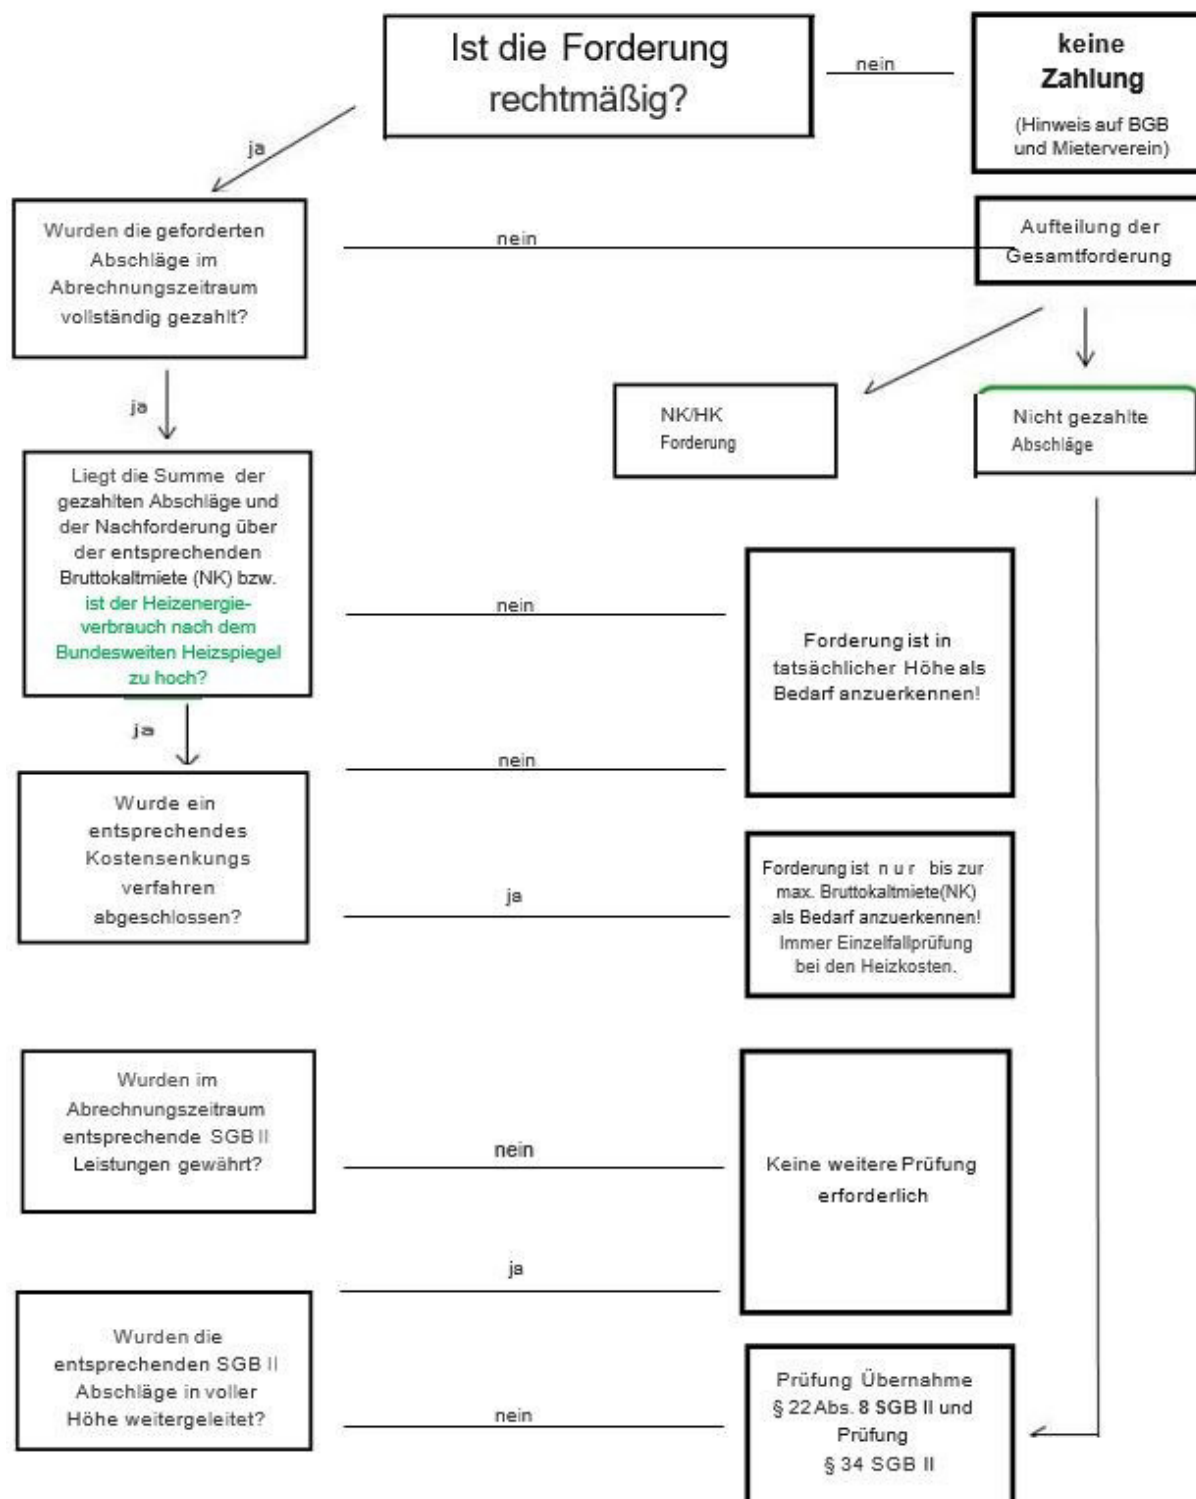 Ist die Forderung
rechtmäßig?
nein
keine
Zahlung
(Hinweis auf BGB
und Mieterverein)
ja
Wurden die geforderten
Abschläge im
Abrechnungszeitraum
vollständig gezahlt?
nein
Aufteilung der
Gesamtforderung
ja
NK/HK
Forderung
Nicht gezahlte
Abschläge
Liegt die Summe der
gezahlten Abschläge und
der Nachforderung über
der entsprechenden
Bruttokaltmiete (NK) bzw.
ist der Heizenergie-
verbrauch nach dem
Bundesweiten Heizspiegel
zu hoch?
nein
Forderung ist in
tatsächlicher Höhe als
Bedarf anzuerkennen!
ja
nein
Wurde ein
entsprechendes
Kostensenkungs
verfahren
abgeschlossen?
ja
Forderung ist n u r bis zur
max. Bruttokaltmiete(NK)
als Bedarf anzuerkennen!
Immer Einzelfallprüfung
bei den Heizkosten.
Wurden im
Abrechnungszeitraum
entsprechende SGB II
Leistungen gewährt?
nein
Keine weitere Prüfung
erforderlich
ja
Wurden die
entsprechenden SGB II
Abschläge in voller
Höhe weitergeleitet?
nein
Prüfung Übernahme
§ 22 Abs. 8 SGB II und
Prüfung
§ 34 SGB II